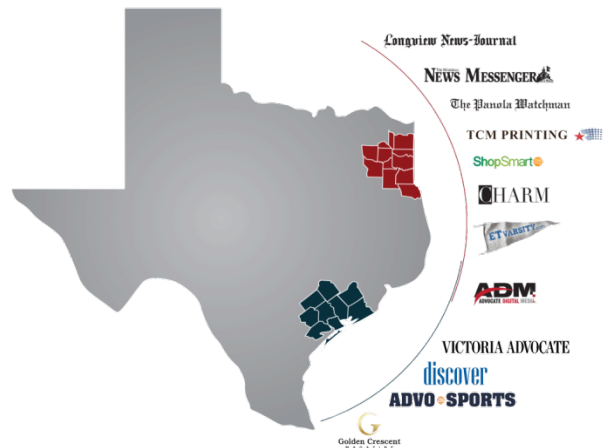 Longview News-Journal
NEWS MESSENGER
The Panola Watchman
TCM PRINTING
ShopSmart
CHARM
ETVARSITY
ADM
ADVOCATE DIGITAL MEDIA
VICTORIA ADVOCATE
discover
ADVO SPORTS
Golden Crescent
MAGAZINE